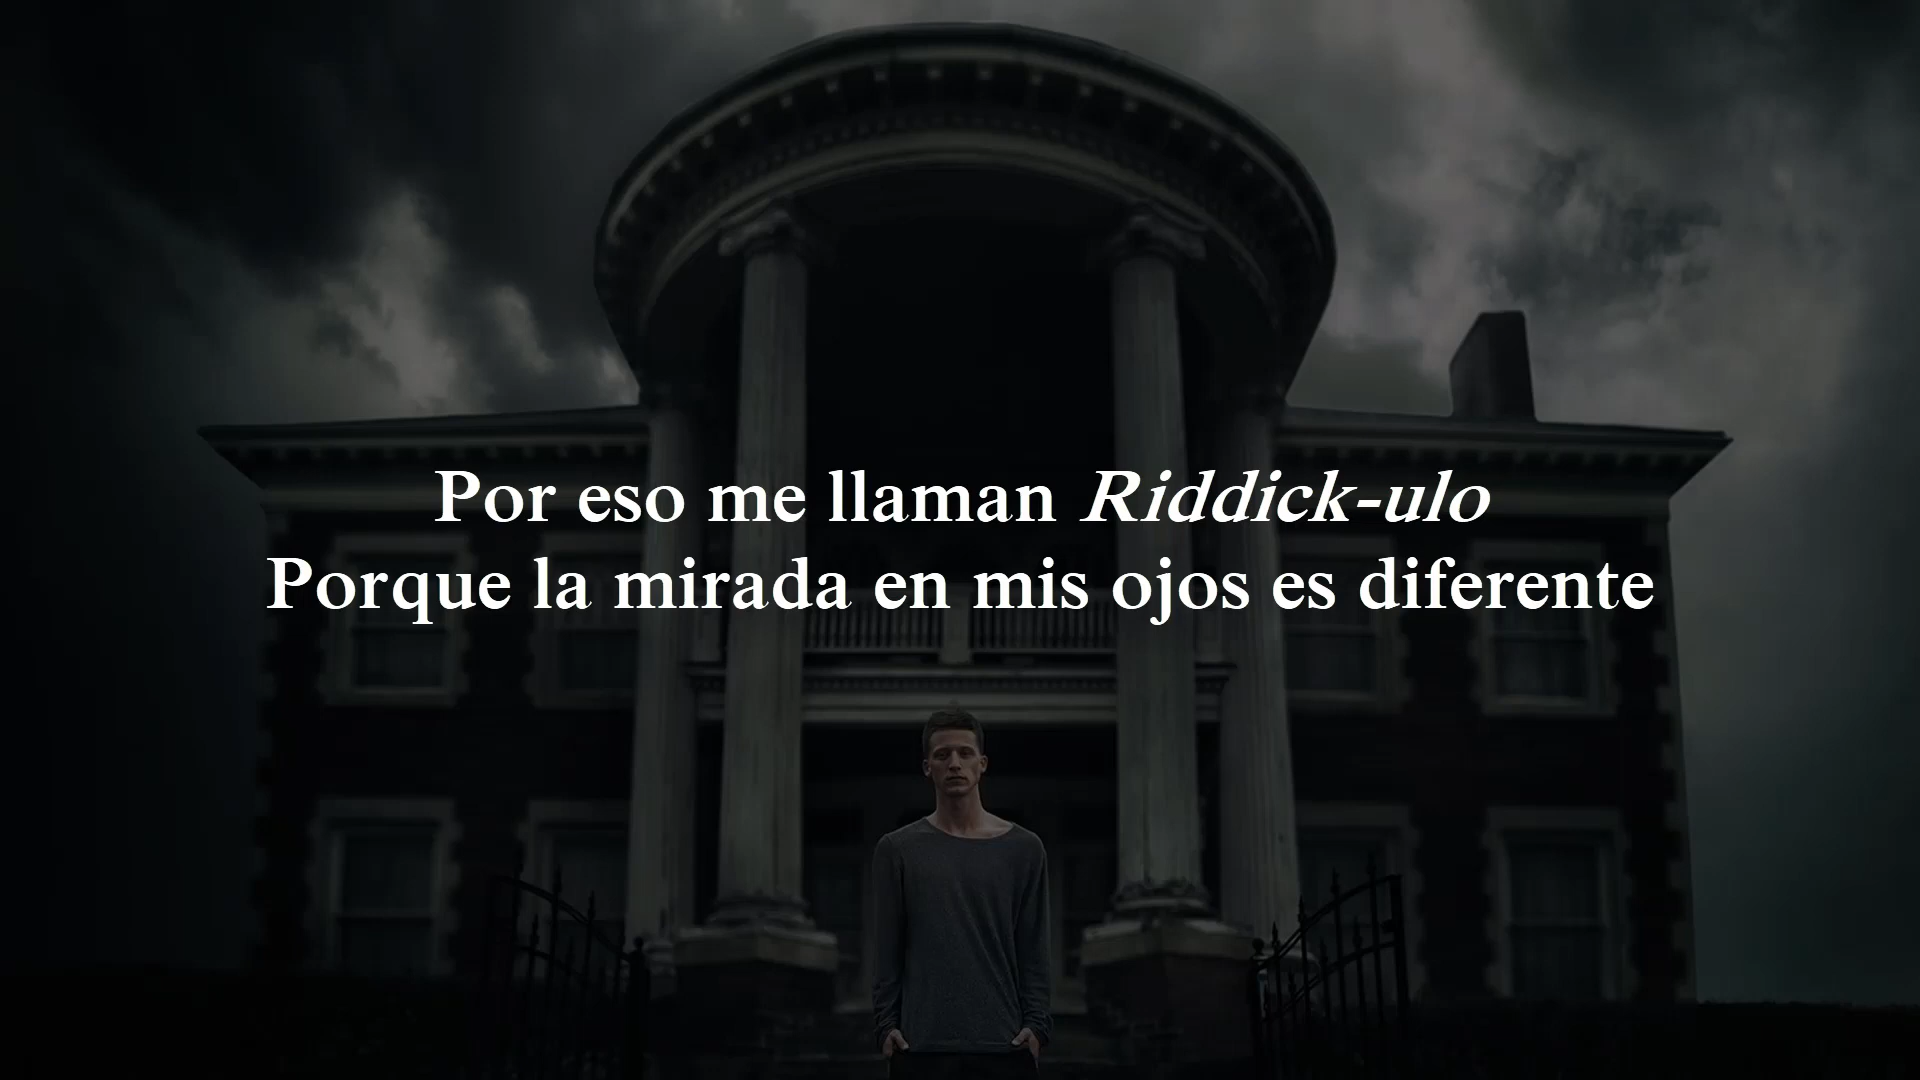 Por eso me llaman Riddick-ulo
Porque la mirada en mis ojos es diferente